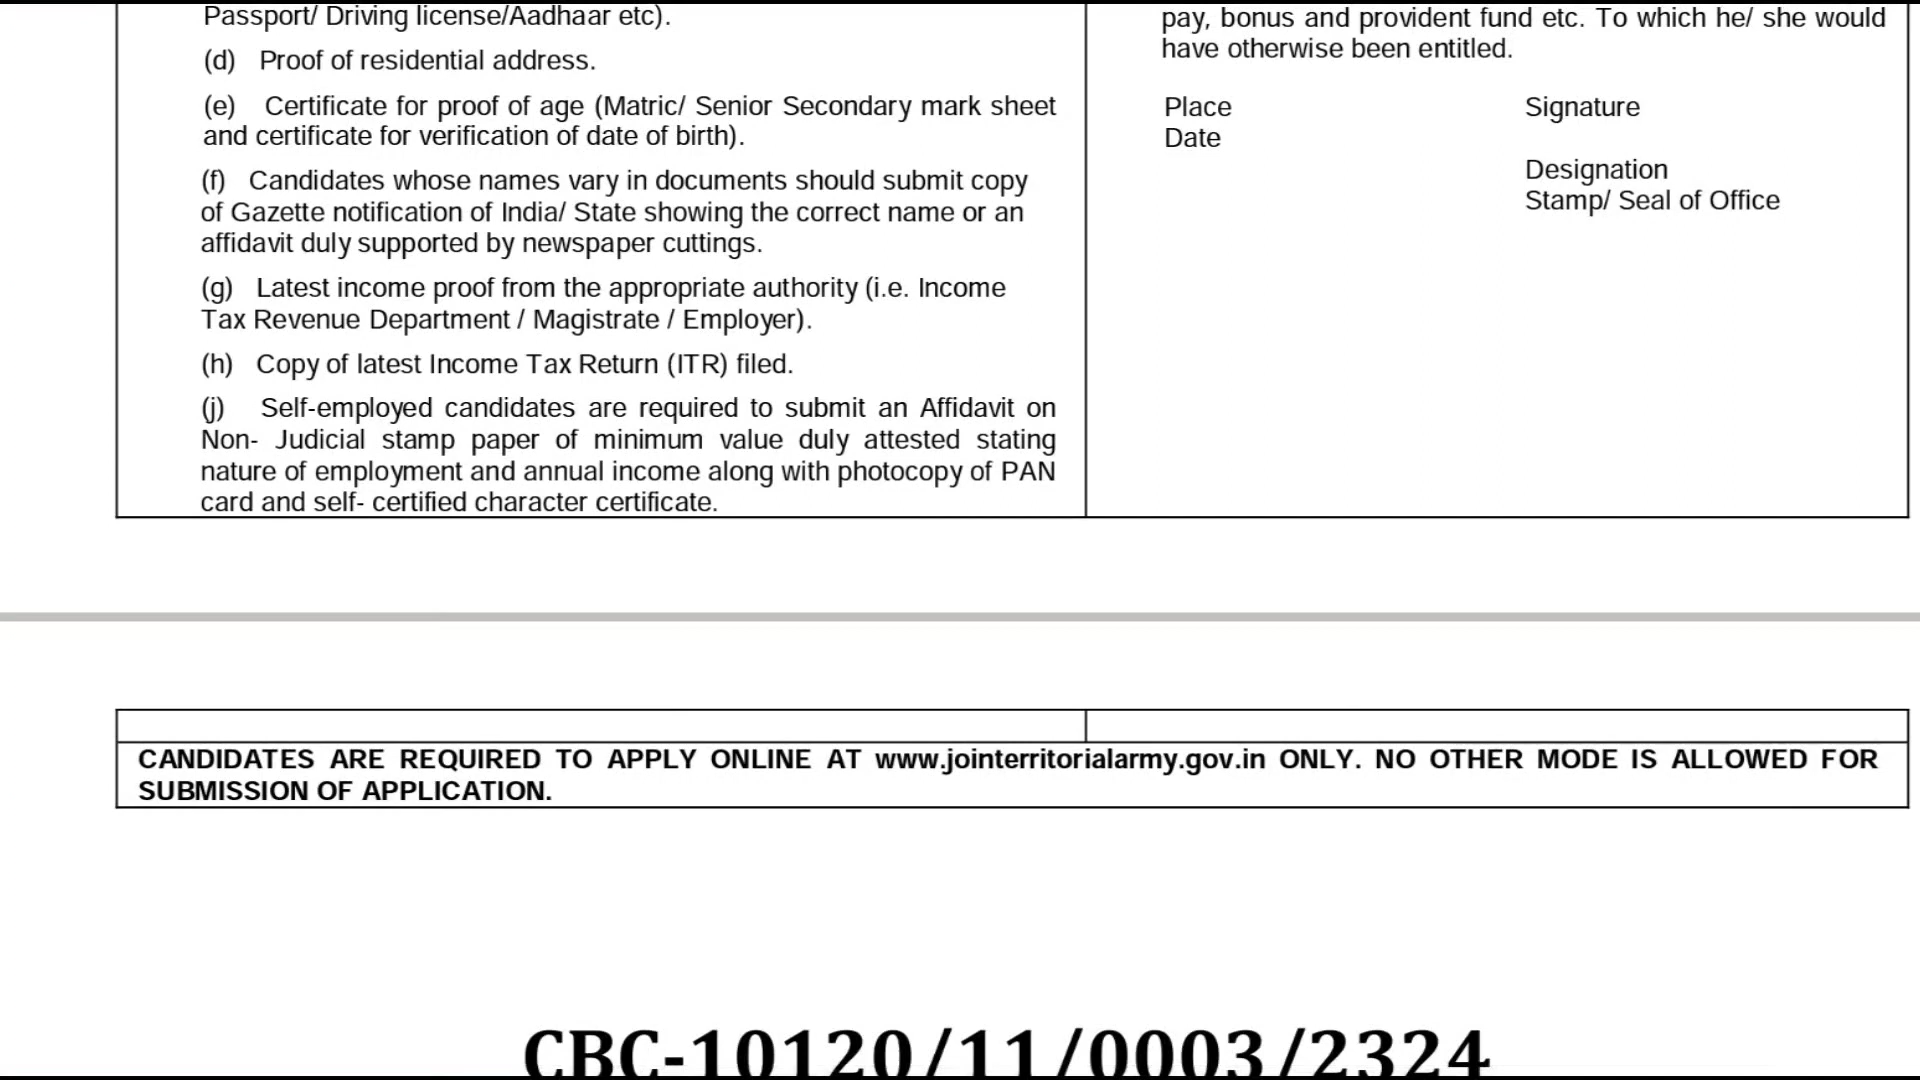 Passport/ Driving license/Aadhaar etc).
(d) Proof of residential address.
(e) Certificate for proof of age (Matric/ Senior Secondary mark sheet
and certificate for verification of date of birth).
(f) Candidates whose names vary in documents should submit copy
of Gazette notification of India/ State showing the correct name or an
affidavit duly supported by newspaper cuttings.
(g) Latest income proof from the appropriate authority (i.e. Income
Tax Revenue Department / Magistrate / Employer).
(h) Copy of latest Income Tax Return (ITR) filed.
(j) Self-employed candidates are required to submit an Affidavit on
Non- Judicial stamp paper of minimum value duly attested stating
nature of employment and annual income along with photocopy of PAN
card and self- certified character certificate.
pay, bonus and provident fund etc. To which he/ she would
have otherwise been entitled.
Place Signature
Date
Designation
Stamp/ Seal of Office
CANDIDATES ARE REQUIRED TO APPLY ONLINE AT www.jointerritorialarmy.gov.in ONLY. NO OTHER MODE IS ALLOWED FOR
SUBMISSION OF APPLICATION.
CBC-10120/11/0003/2324